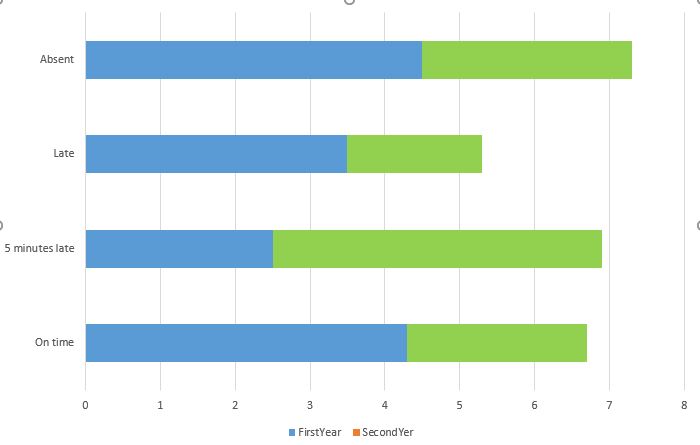 Absent
Late
5 minutes late
On time
0 1 2 3 4 5 6 7 8
FirstYear SecondYer